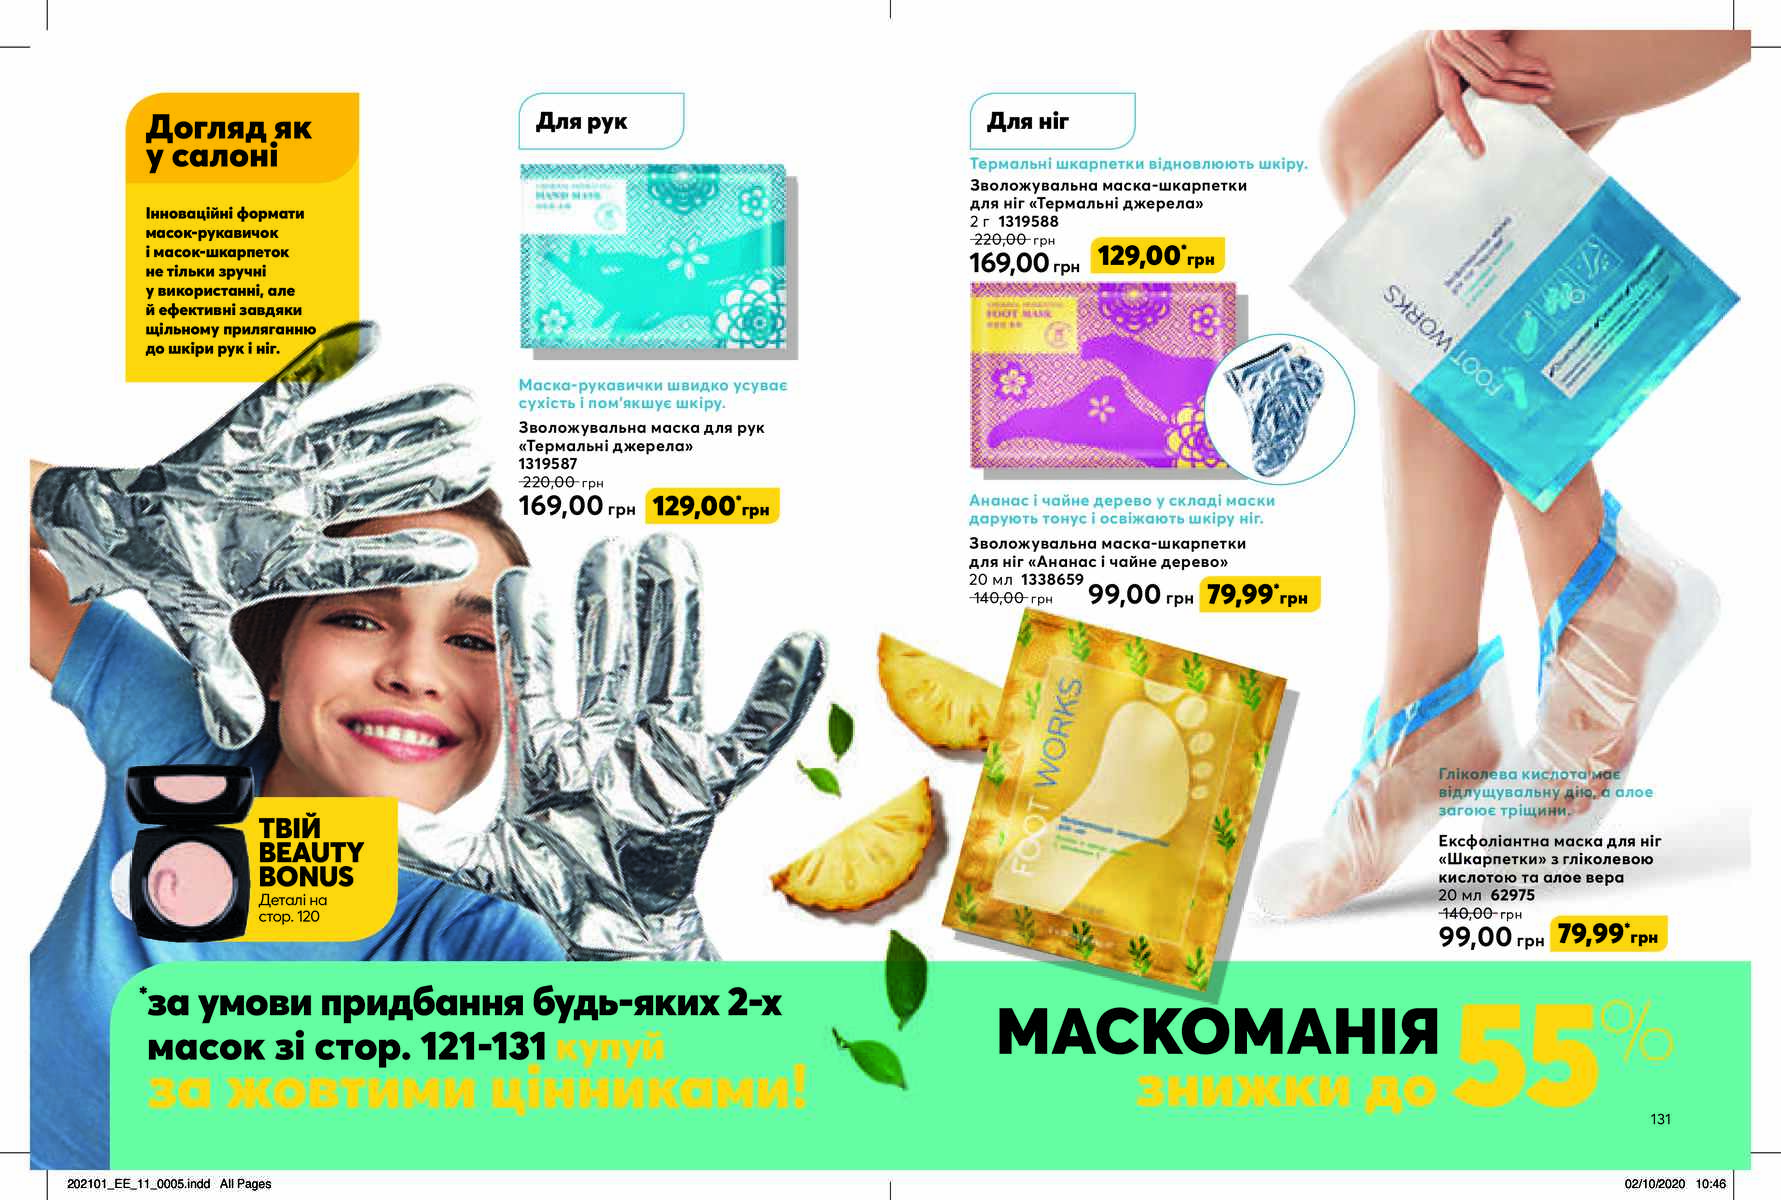 Догляд як
у салоні
Інноваційні формати
масок-рукавичок
і масок-шкарпеток
не тільки зручні
у використанні, але
й ефективні завдяки
щільному приляганню
до шкіри рук і ніг.
Для рук
HAND MASK
Маска-рукавички швидко усуває
сухість і пом'якшує шкіру.
Зволожувальна маска для рук
«Термальні джерела»
1319587
220,00 грн
169,00 грн 129,00* грн
Для ніг
Термальні шкарпетки відновлюють шкіру.
Зволожувальна маска-шкарпетки
для ніг «Термальні джерела»
2 г 1319588
220,00 грн
169,00 грн 129,00* грн
FOOT MASK
Ананас і чайне дерево у складі маски
дарують тонус і освіжають шкіру ніг.
Зволожувальна маска-шкарпетки
для ніг «Ананас і чайне дерево»
20 мл 1338659
140,00 грн 99,00 грн 79,99* грн
FOOT WORKS
FOOT WORKS
Гліколева кислота має
відлущувальну дію, а алое
загоює тріщини.
Ексфоліантна маска для ніг
«Шкарпетки» з гліколевою
кислотою та алое вера
20 мл 62975
140,00 грн
99,00 грн 79,99* грн
ТВІЙ
BEAUTY
BONUS
Деталі на
стор. 120
*за умови придбання будь-яких 2-х
масок зі стор. 121-131 купуй
за жовтими цінниками!
МАСКОМАНІЯ
знижки до 55%
131
202101_EE_11_0005.indd All Pages
02/10/2020 10:46